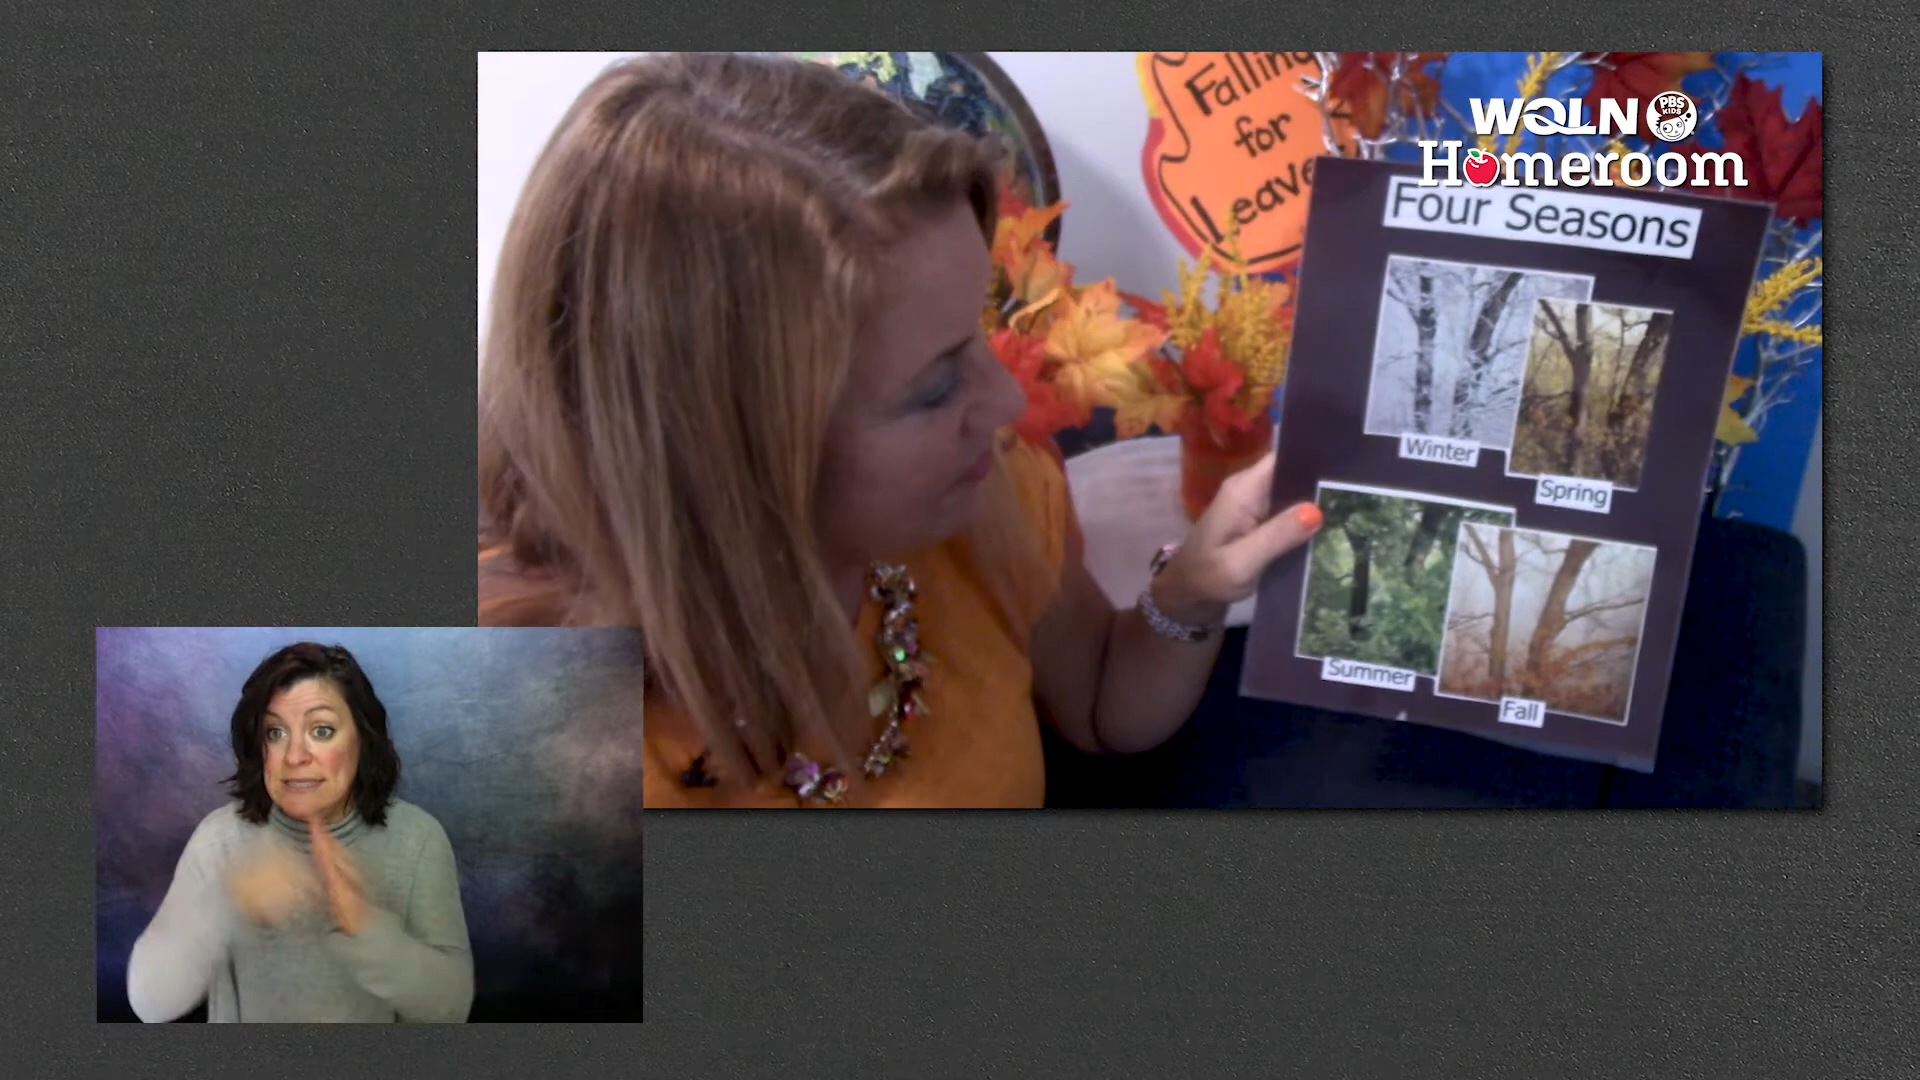 Falling
for
Leave
WQLN
PBS
KIDS
Homeroom
Four Seasons
Winter
Spring
Summer
Fall